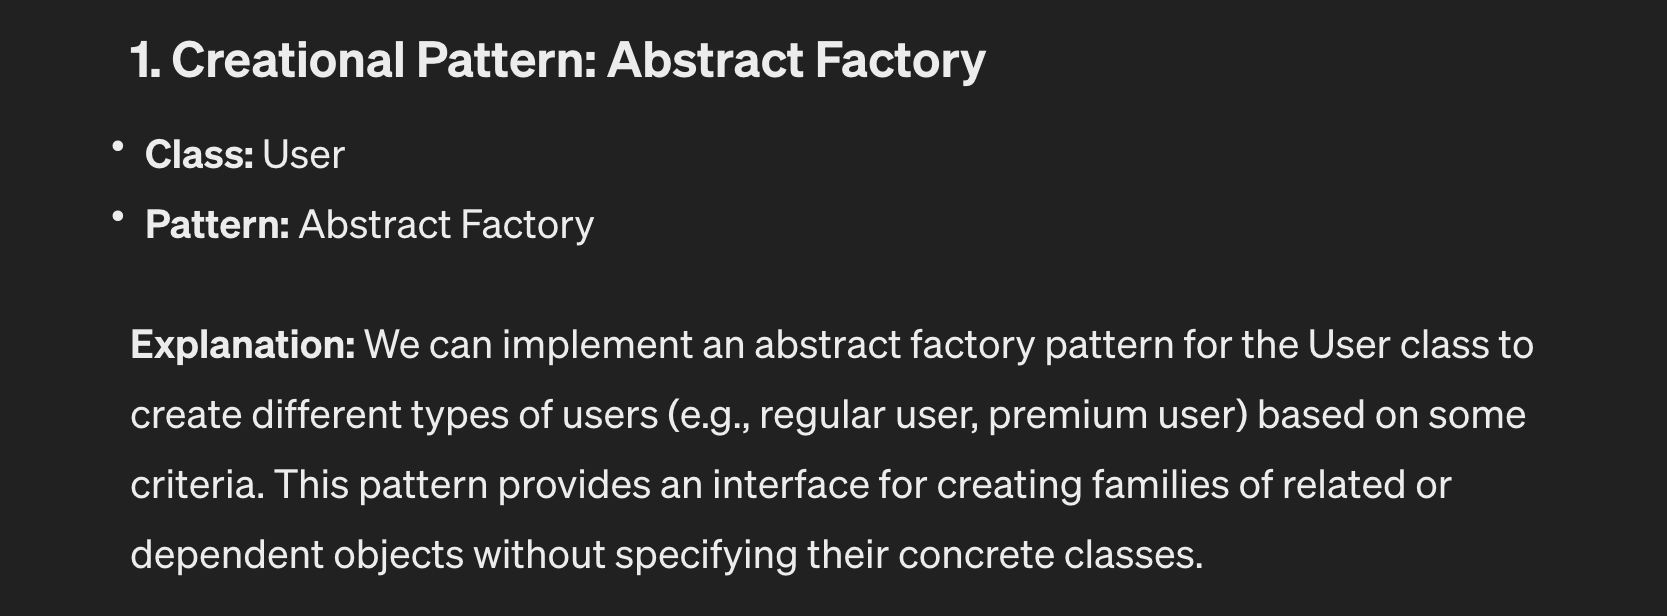 1. Creational Pattern: Abstract Factory
• Class: User
• Pattern: Abstract Factory
Explanation: We can implement an abstract factory pattern for the User class to
create different types of users (e.g., regular user, premium user) based on some
criteria. This pattern provides an interface for creating families of related or
dependent objects without specifying their concrete classes.